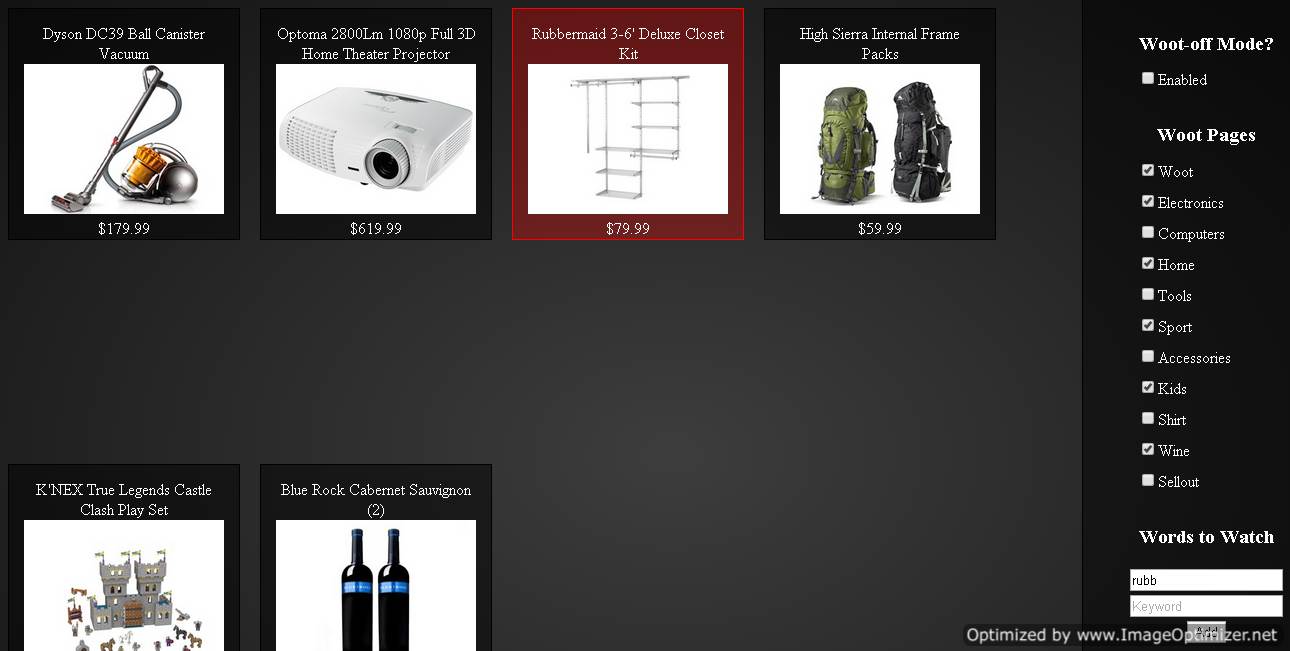 Dyson DC39 Ball Canister
Vacuum
$179.99
Optoma 2800Lm 1080p Full 3D
Home Theater Projector
$619.99
Rubbermaid 3-6' Deluxe Closet
Kit
$79.99
High Sierra Internal Frame
Packs
$59.99
K'NEX True Legends Castle
Clash Play Set
Blue Rock Cabernet Sauvignon
(2)
Woot-off Mode?
Enabled
Woot Pages
Woot
Electronics
Computers
Home
Tools
Sport
Accessories
Kids
Shirt
Wine
Sellout
Words to Watch
rubb
Keyword
Add
Optimized by www.ImageOptimizer.net